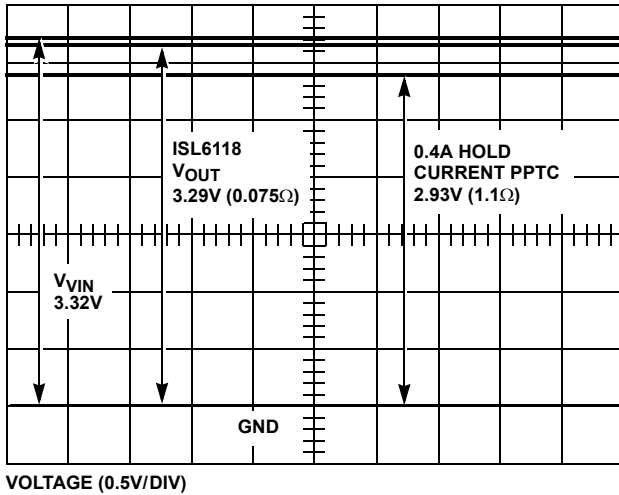 ISL6118
VOUT
3.29V (0.075Ω)
0.4A HOLD
CURRENT PPTC
2.93V (1.1Ω)
VVIN
3.32V
GND
VOLTAGE (0.5V/DIV)